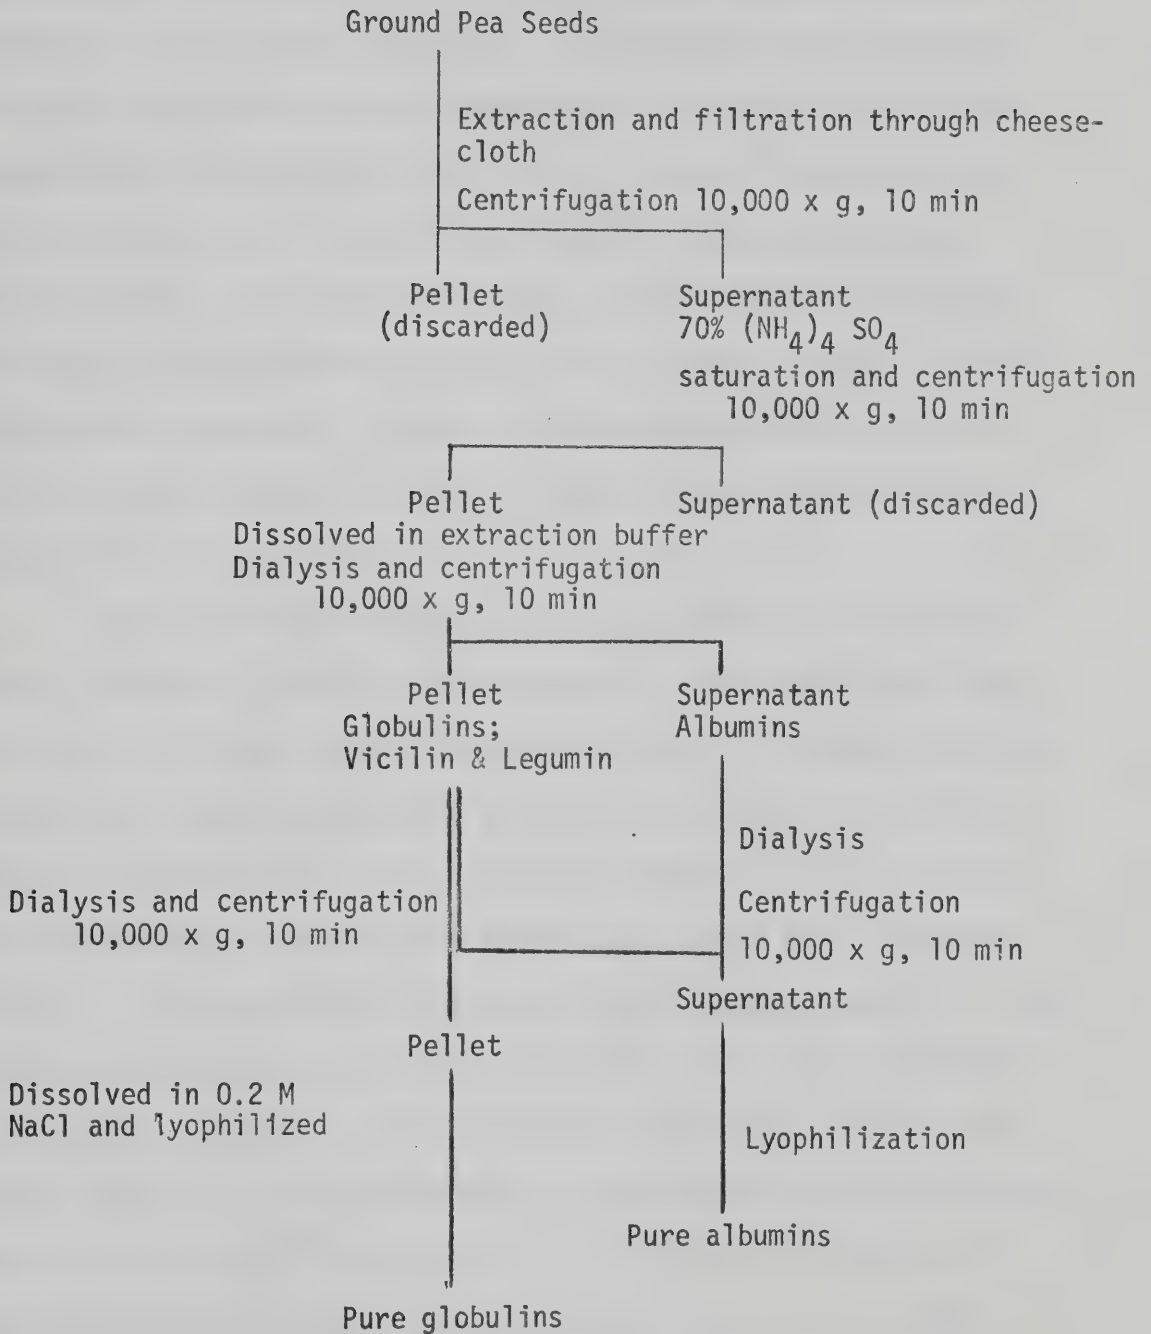 Ground Pea Seeds
Extraction and filtration through cheese-
cloth
Centrifugation 10,000 x g, 10 min
Pellet
(discarded)
Supernatant
70% (NH4)4 SO4
saturation and centrifugation
10,000 x g, 10 min
Pellet
Dissolved in extraction buffer
Dialysis and centrifugation
10,000 x g, 10 min
Supernatant (discarded)
Pellet
Globulins;
Vicilin & Legumin
Supernatant
Albumins
Dialysis and centrifugation
10,000 x g, 10 min
Dialysis
Centrifugation
10,000 x g, 10 min
Supernatant
Pellet
Dissolved in 0.2 M
NaCl and lyophilized
Lyophilization
Pure albumins
Pure globulins